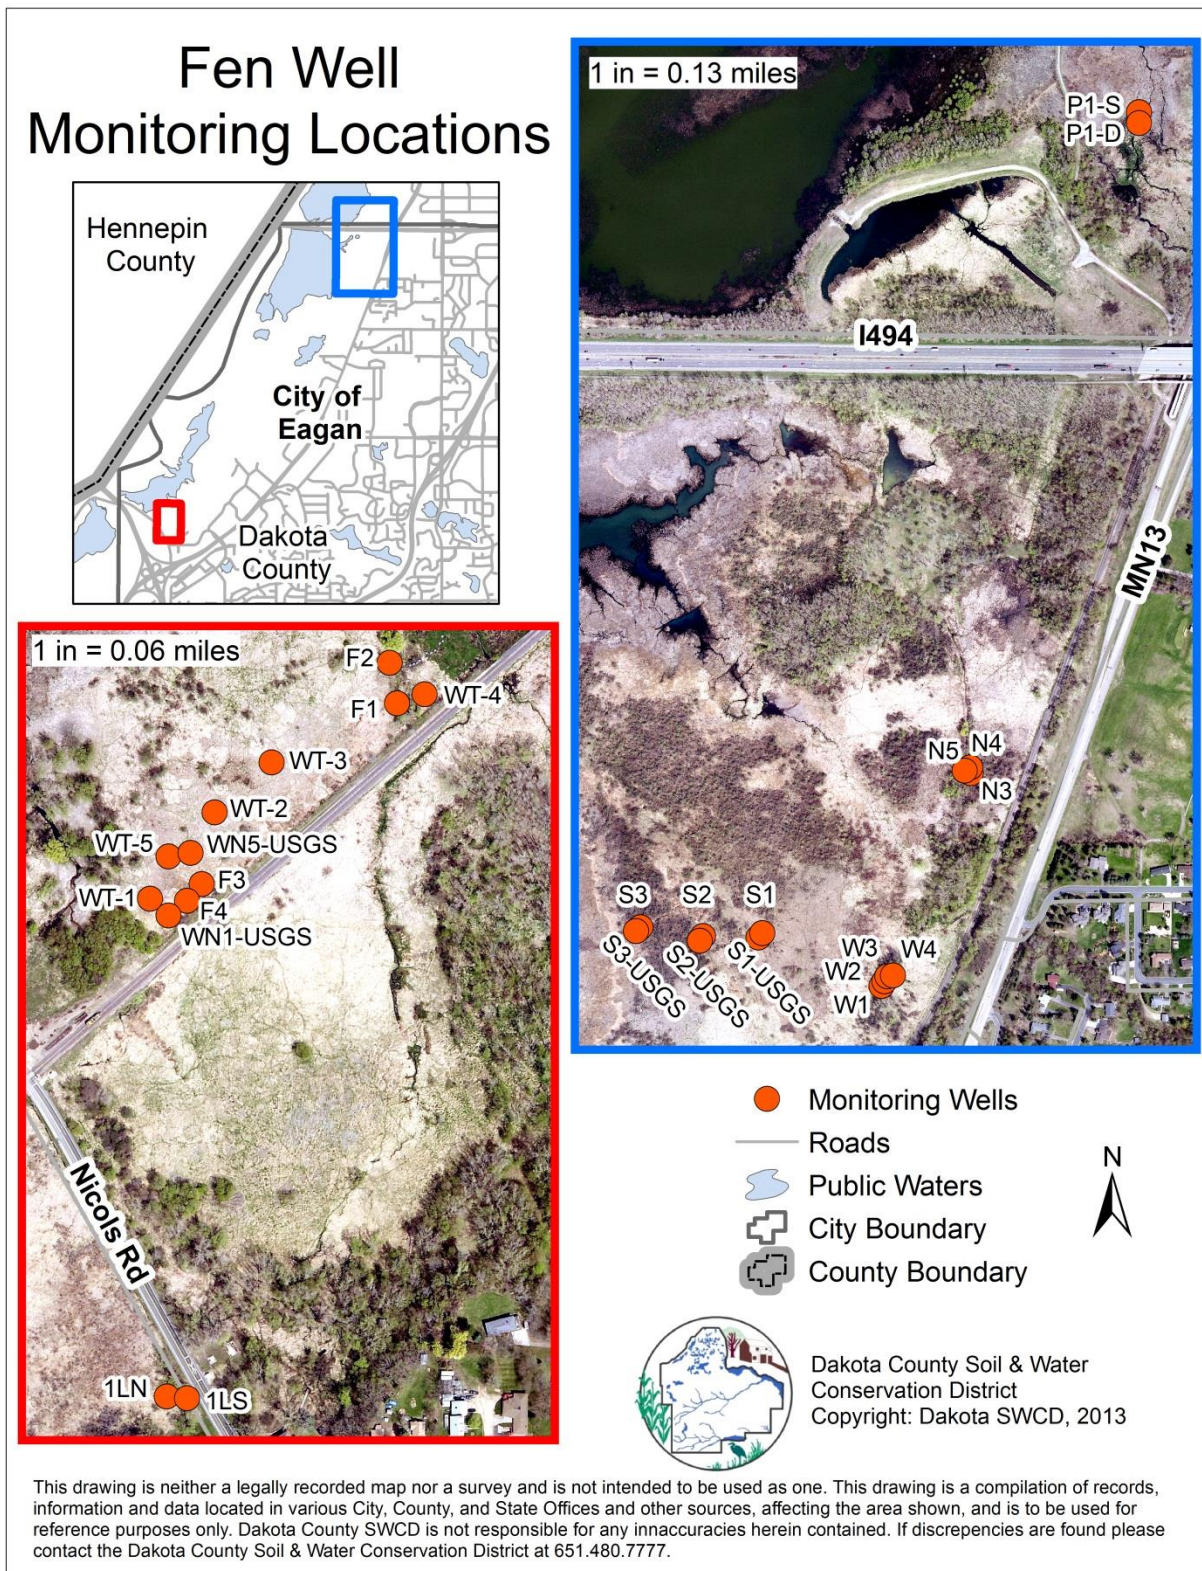 Fen Well
Monitoring Locations
Hennepin
County
City of
Eagan
Dakota
County
1 in = 0.13 miles
P1-S
P1-D
I494
MN13
N5
N4
N3
S3
S2
S1
S3-USGS
S2-USGS
S1-USGS
W3
W4
W2
W1
1 in = 0.06 miles
F2
F1
WT-4
WT-3
WT-2
WT-5
WN5-USGS
F3
WT-1
F4
WN1-USGS
Nicols Rd
1LN
1LS
Monitoring Wells
Roads
Public Waters
City Boundary
County Boundary
N
Dakota County Soil & Water
Conservation District
Copyright: Dakota SWCD, 2013
This drawing is neither a legally recorded map nor a survey and is not intended to be used as one. This drawing is a compilation of records,
information and data located in various City, County, and State Offices and other sources, affecting the area shown, and is to be used for
reference purposes only. Dakota County SWCD is not responsible for any innaccuracies herein contained. If discrepencies are found please
contact the Dakota County Soil & Water Conservation District at 651.480.7777.